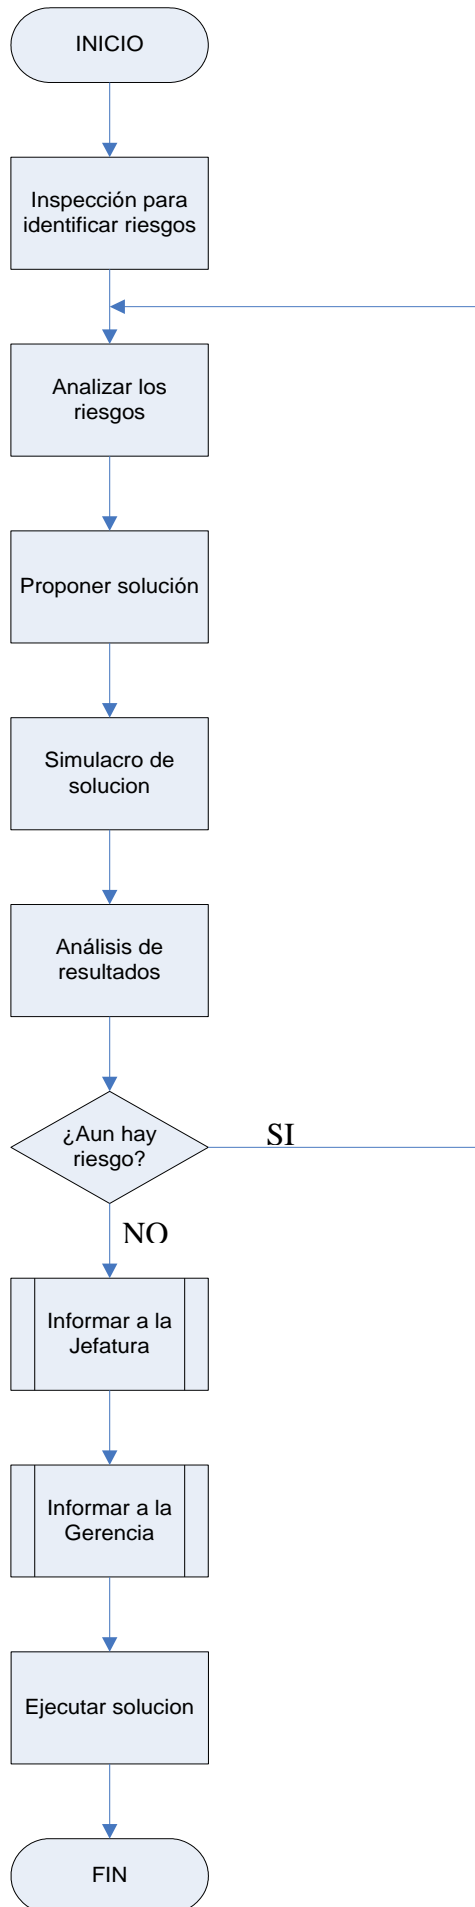 INICIO
Inspección para
identificar riesgos
Analizar los
riesgos
Proponer solución
Simulacro de
solucion
Análisis de
resultados
¿Aun hay
riesgo?
SI
NO
Informar a la
Jefatura
Informar a la
Gerencia
Ejecutar solucion
FIN